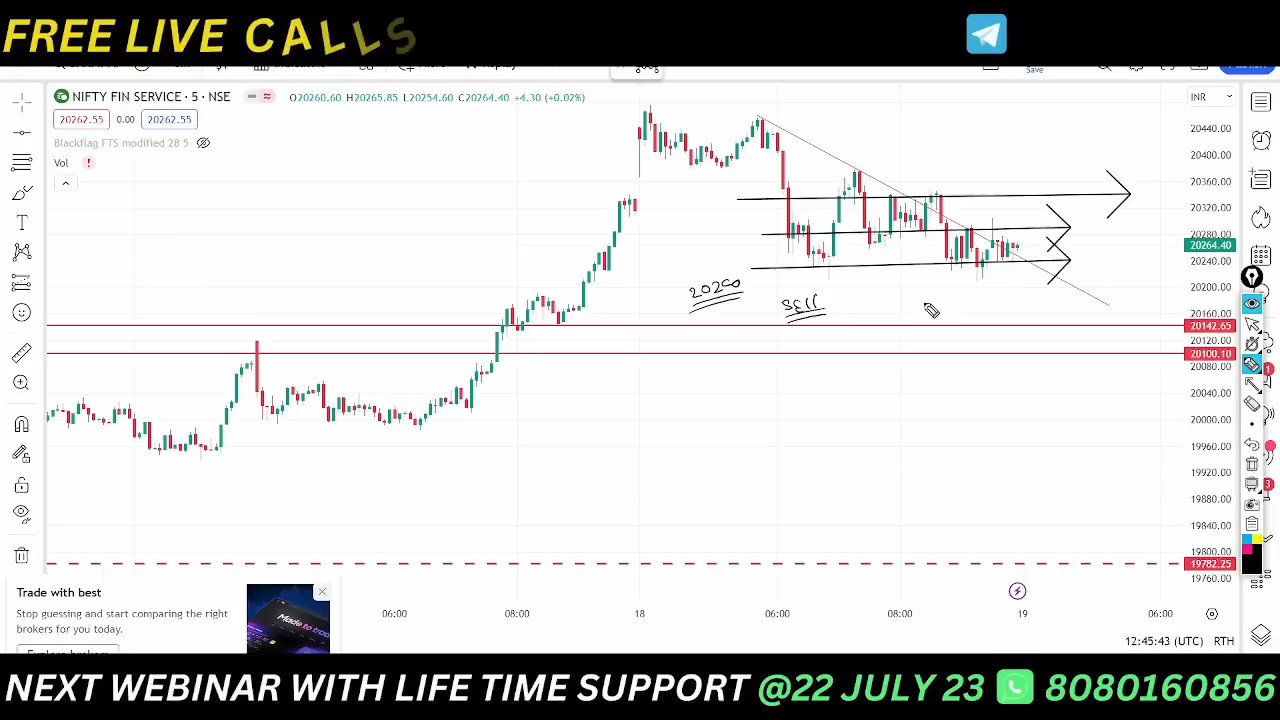 FREE LIVE CALLS
Save
NIFTY FIN SERVICE · 5 · NSE
O20260.60 H20265.85 L20254.60 C20264.40 +4.30 (+0.02%)
INR
20262.55 0.00 20262.55
Blackflag FTS modified 28 5
Vol
20440.00
20400.00
20360.00
20320.00
20280.00
20264.40
20240.00
20200.00
20160.00
20142.65
20120.00
20100.10
20080.00
20040.00
20000.00
19960.00
19920.00
19880.00
19840.00
19800.00
19782.25
19760.00
20200
SELL
Trade with best
Stop guessing and start comparing the right
brokers for you today.
Made to
06:00 08:00 18 06:00 08:00 19 06:00
12:45:43 (UTC) RTH
NEXT WEBINAR WITH LIFE TIME SUPPORT @22 JULY 23 8080160856